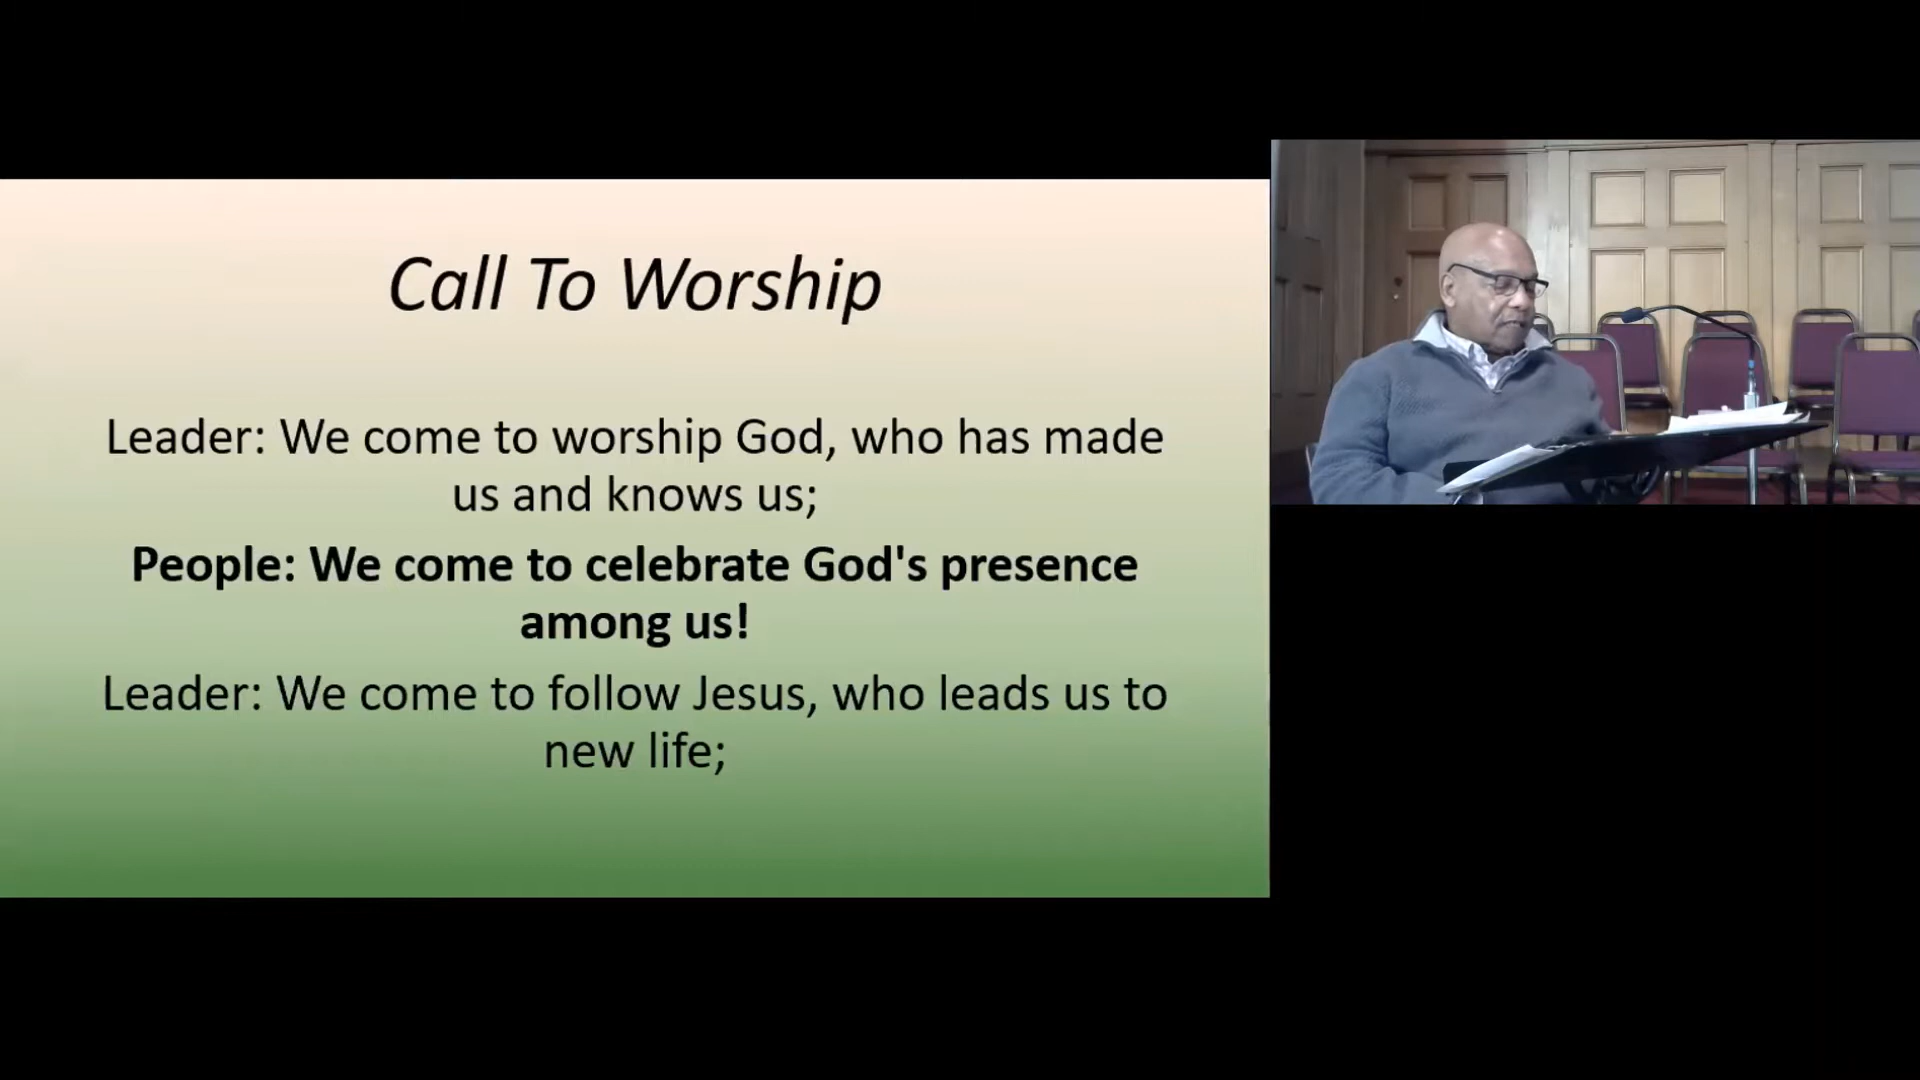 Call To Worship
Leader: We come to worship God, who has made
us and knows us;
People: We come to celebrate God's presence
among us!
Leader: We come to follow Jesus, who leads us to
new life;